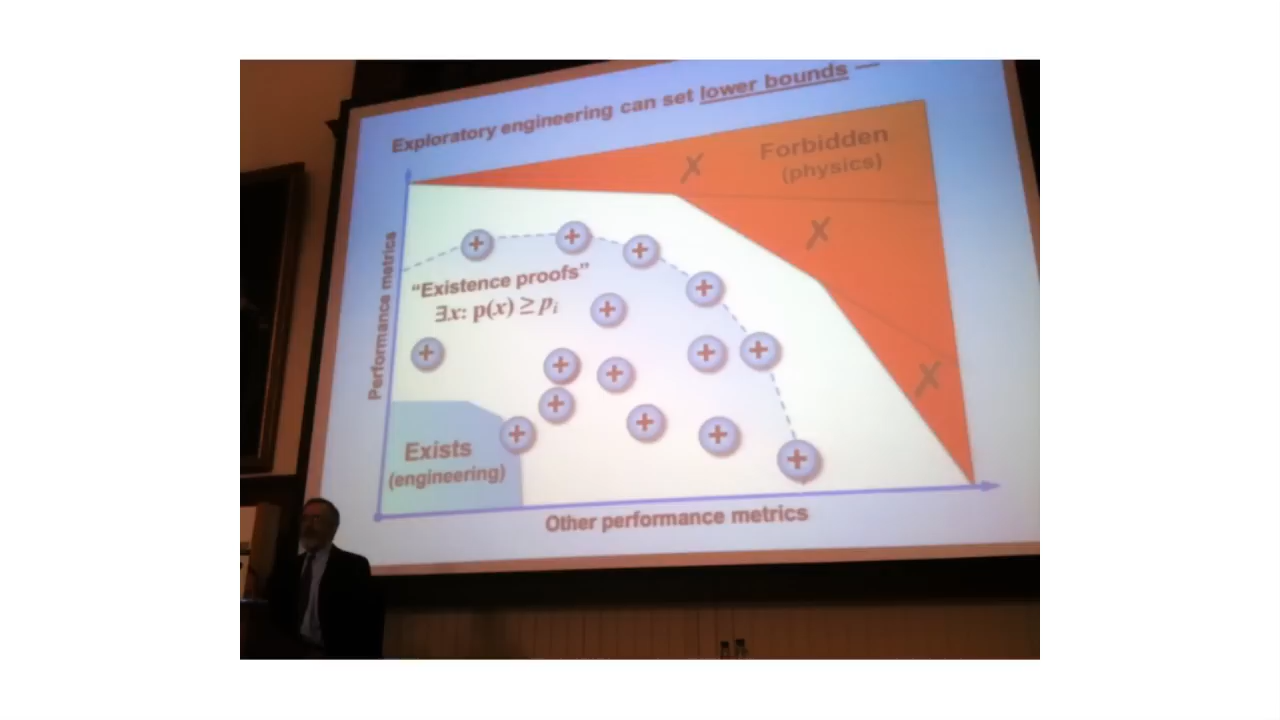 Exploratory engineering can set lower bounds —
Forbidden
(physics)
✗
✗
✗
Performance metrics
“Existence proofs”
∃x: p(x) ≥ pᵢ
Exists
(engineering)
Other performance metrics